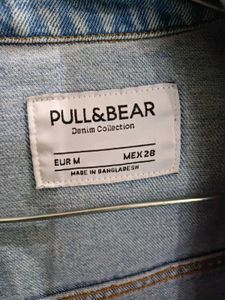 PULL&BEAR
Denim Collection
EUR M MEX 28
MADE IN BANGLADESH